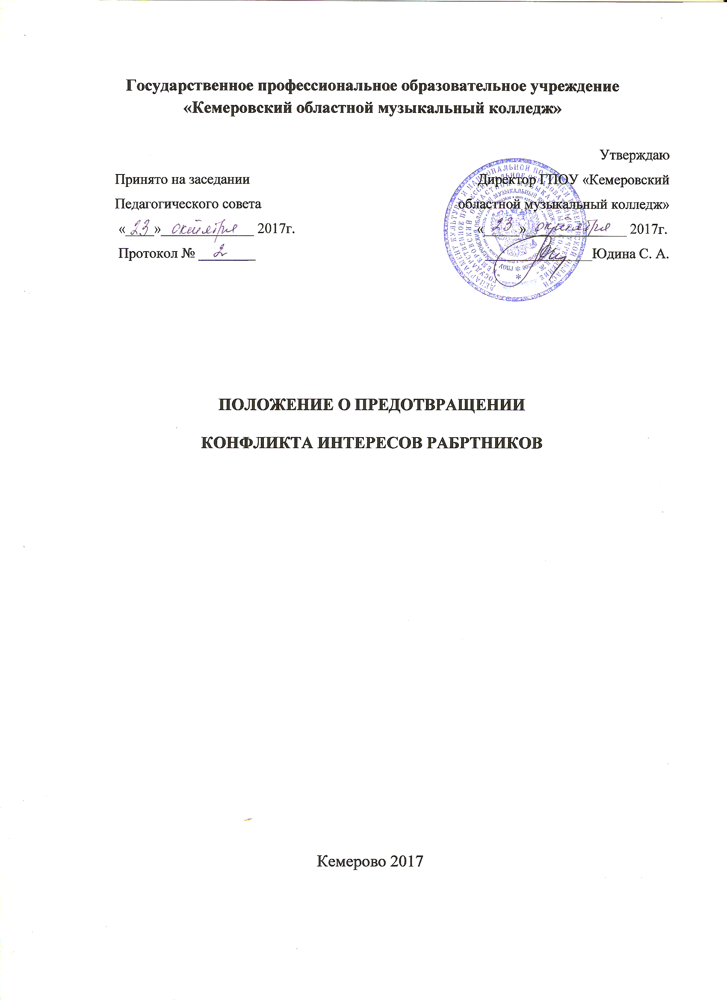 Государственное профессиональное образовательное учреждение
«Кемеровский областной музыкальный колледж»
Утверждаю
Принято на заседании
Директор ГПОУ «Кемеровский
Педагогического совета
областной музыкальный колледж»
«23» октября 2017г.
«23» октября 2017г.
Протокол № 2
Юдина С. А.
ПОЛОЖЕНИЕ О ПРЕДОТВРАЩЕНИИ
КОНФЛИКТА ИНТЕРЕСОВ РАБРТНИКОВ
Кемерово 2017